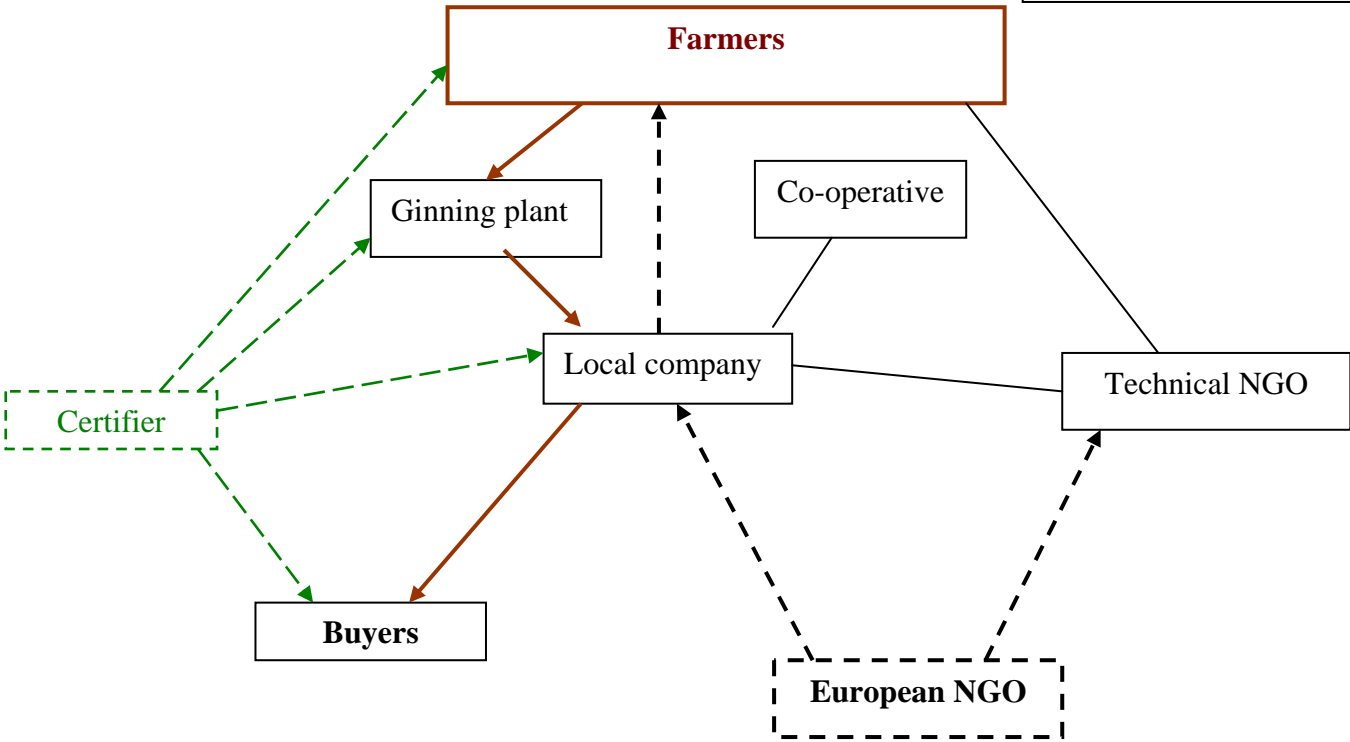 Farmers
Co-operative
Ginning plant
Local company
Technical NGO
Certifier
Buyers
European NGO